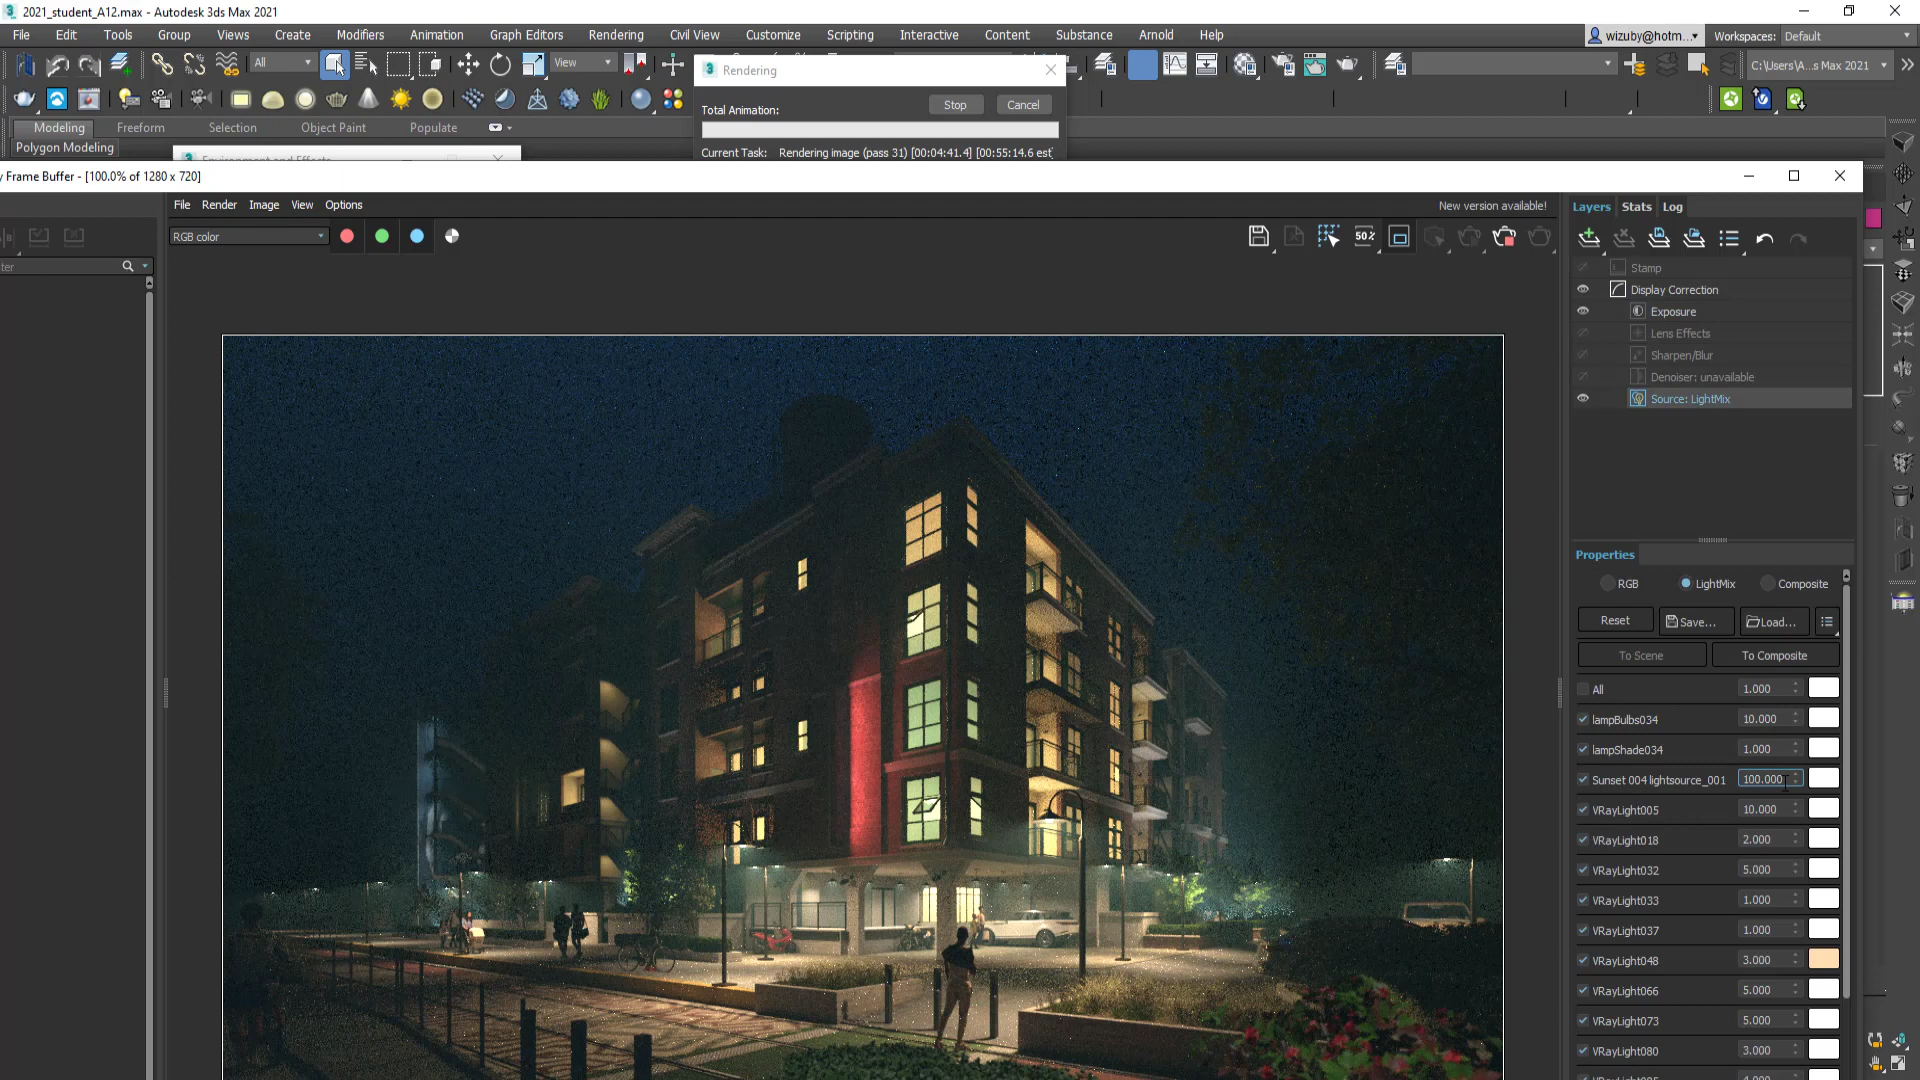 2021_student_A12.max - Autodesk 3ds Max 2021
File Edit Tools Group Views Create Modifiers Animation Graph Editors Rendering Civil View Customize Scripting Interactive Content Substance Arnold Help
wizuby@hotm... Workspaces: Default
All
View
C:\Users\A...s Max 2021
Rendering
Total Animation:
Stop
Cancel
Current Task: Rendering image (pass 31) [00:04:41.4] [00:55:14.6 est]
Modeling Freeform Selection Object Paint Populate
Polygon Modeling
Environment and Effects
y Frame Buffer - [100.0% of 1280 x 720]
File Render Image View Options
New version available!
RGB color
50%
ter
Layers Stats Log
Stamp
Display Correction
Exposure
Lens Effects
Sharpen/Blur
Denoiser: unavailable
Source: LightMix
Properties
RGB LightMix Composite
Reset Save... Load...
To Scene To Composite
All 1.000
lampBulbs034 10.000
lampShade034 1.000
Sunset 004 lightsource_001 100.000
VRayLight005 10.000
VRayLight018 2.000
VRayLight032 5.000
VRayLight033 1.000
VRayLight037 1.000
VRayLight048 3.000
VRayLight066 5.000
VRayLight073 5.000
VRayLight080 3.000